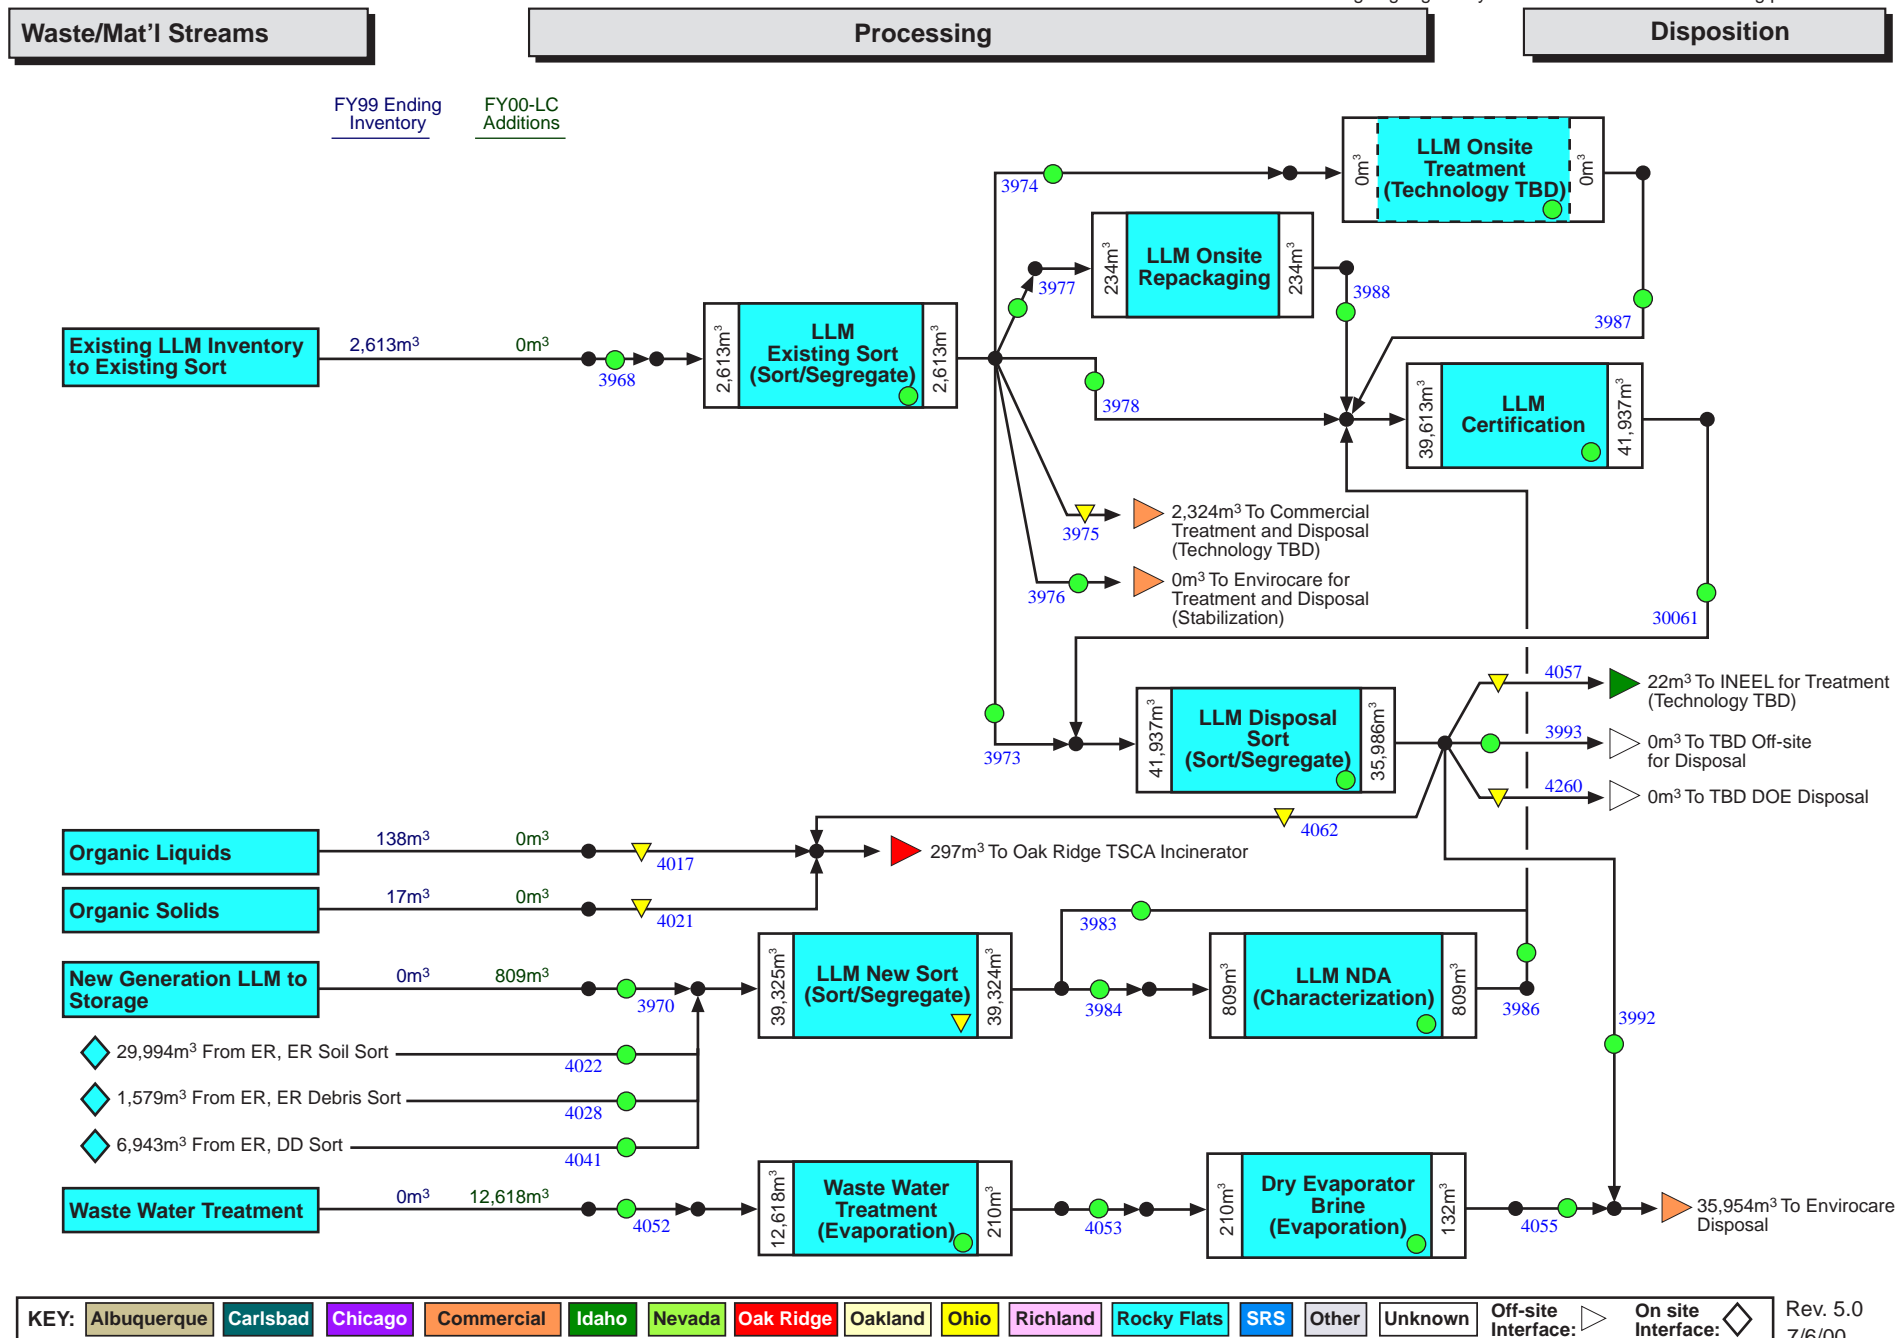 Waste/Mat'l Streams
Processing
Disposition
FY99 Ending
Inventory
FY00-LC
Additions
LLM Onsite
Treatment
(Technology TBD)
0m³
0m³
3974
LLM Onsite
Repackaging
234m³
234m³
3977
3988
3987
Existing LLM Inventory
to Existing Sort
2,613m³
0m³
3968
2,613m³
LLM
Existing Sort
(Sort/Segregate)
2,613m³
3978
39,613m³
LLM
Certification
41,937m³
3975
2,324m³ To Commercial
Treatment and Disposal
(Technology TBD)
3976
0m³ To Envirocare for
Treatment and Disposal
(Stabilization)
30061
3973
41,937m³
LLM Disposal
Sort
(Sort/Segregate)
35,986m³
4057
22m³ To INEEL for Treatment
(Technology TBD)
3993
0m³ To TBD Off-site
for Disposal
4260
0m³ To TBD DOE Disposal
4062
Organic Liquids
138m³
0m³
4017
297m³ To Oak Ridge TSCA Incinerator
Organic Solids
17m³
0m³
4021
3983
New Generation LLM to
Storage
0m³
809m³
3970
39,325m³
LLM New Sort
(Sort/Segregate)
39,324m³
3984
809m³
LLM NDA
(Characterization)
809m³
3986
3992
29,994m³ From ER, ER Soil Sort
4022
1,579m³ From ER, ER Debris Sort
4028
6,943m³ From ER, DD Sort
4041
Waste Water Treatment
0m³
12,618m³
4052
12,618m³
Waste Water
Treatment
(Evaporation)
210m³
4053
210m³
Dry Evaporator
Brine
(Evaporation)
132m³
4055
35,954m³ To Envirocare
Disposal
KEY:
Albuquerque
Carlsbad
Chicago
Commercial
Idaho
Nevada
Oak Ridge
Oakland
Ohio
Richland
Rocky Flats
SRS
Other
Unknown
Off-site
Interface:
On site
Interface:
Rev. 5.0
7/6/00